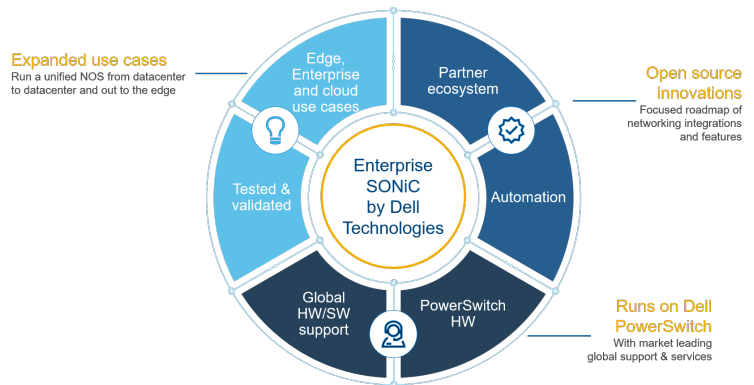 Expanded use cases
Run a unified NOS from datacenter
to datacenter and out to the edge
Edge,
Enterprise
and cloud
use cases
Partner
ecosystem
Open source
innovations
Focused roadmap of
networking integrations
and features
Tested &
validated
Enterprise
SONiC
by Dell
Technologies
Automation
Global
HW/SW
support
PowerSwitch
HW
Runs on Dell
PowerSwitch
With market leading
global support & services